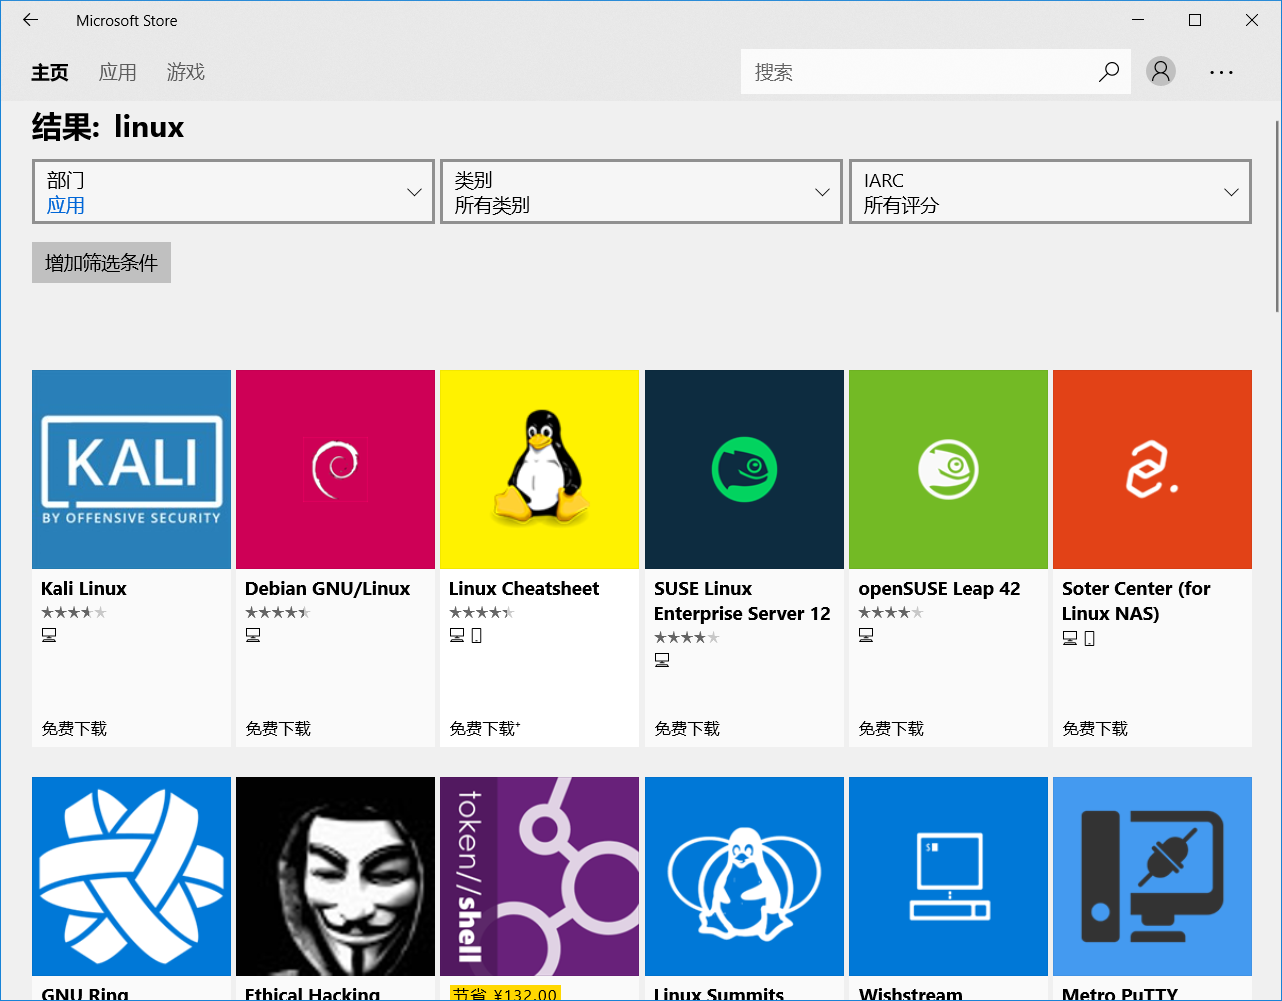 Microsoft Store
主页 应用 游戏 搜索
结果: linux
部门
应用
类别
所有类别
IARC
所有评分
增加筛选条件
KALI
BY OFFENSIVE SECURITY
Kali Linux
免费下载
Debian GNU/Linux
免费下载
Linux Cheatsheet
免费下载+
SUSE Linux
Enterprise Server 12
免费下载
openSUSE Leap 42
免费下载
Soter Center (for
Linux NAS)
免费下载
GNU Ring
Ethical Hacking
token//shell
节省 ¥132.00
Linux Summits
$
Wishstream
Metro PuTTY